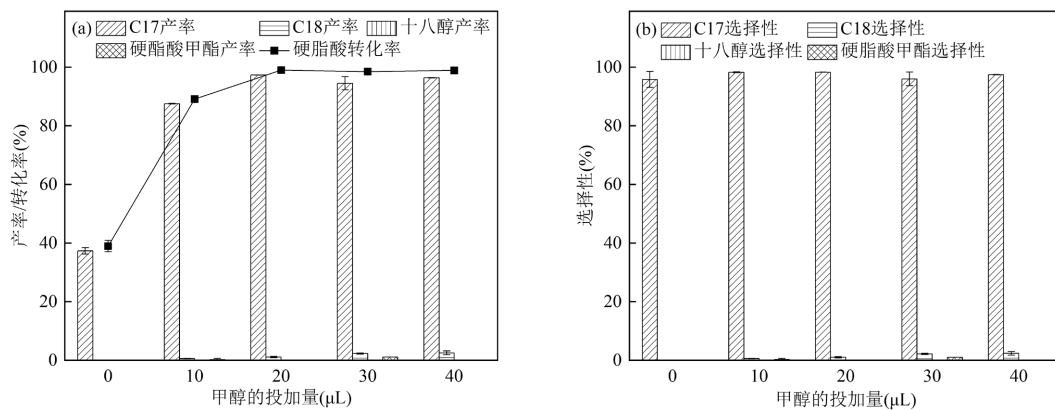 (a) C17产率 C18产率 十八醇产率
硬酯酸甲酯产率 硬脂酸转化率
产率/转化率(%)
100
80
60
40
20
0
0 10 20 30 40
甲醇的投加量(μL)
(b) C17选择性 C18选择性
十八醇选择性 硬脂酸甲酯选择性
选择性(%)
100
80
60
40
20
0
0 10 20 30 40
甲醇的投加量(μL)